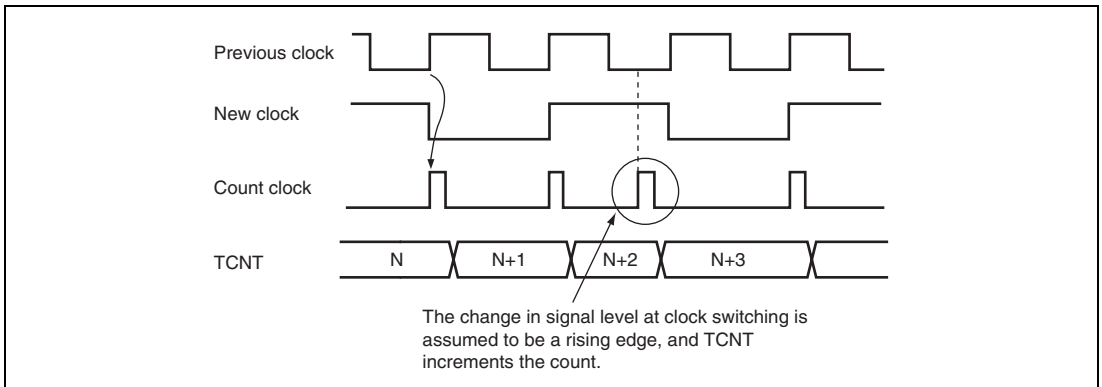 Previous clock
New clock
Count clock
TCNT
N
N+1
N+2
N+3
The change in signal level at clock switching is
assumed to be a rising edge, and TCNT
increments the count.